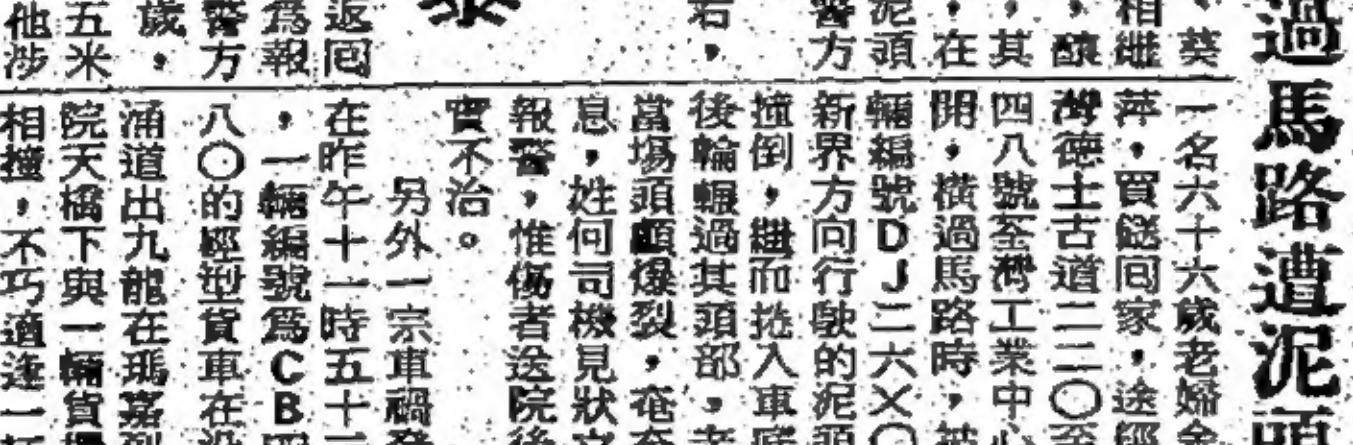 過馬路遭泥頭
、葵
相繼
，釀
，其
，在
泥頭
警方
右，
一名六十六歲老婦金
萍，買餸回家，途經
灣德士古道二二〇至
四八號荃灣工業中心
開，橫過馬路時，被
輛編號DJ二六X〇
新界方向行駛的泥頭
撞倒，繼而捲入車底
後輪輾過其頭部，老
當場頭顱爆裂，奄奄
息，姓何司機見狀立
報警，惟傷者送院後
實不治。
返回
為報
警方
歲，
五米
他涉
另外一宗車禍發
在昨午十一時五十二
，一輛編號為CB四
八〇的輕型貨車在沿
涌道出九龍在瑪嘉烈
院天橋下與一輛貨櫃
相撞，不巧適逢一